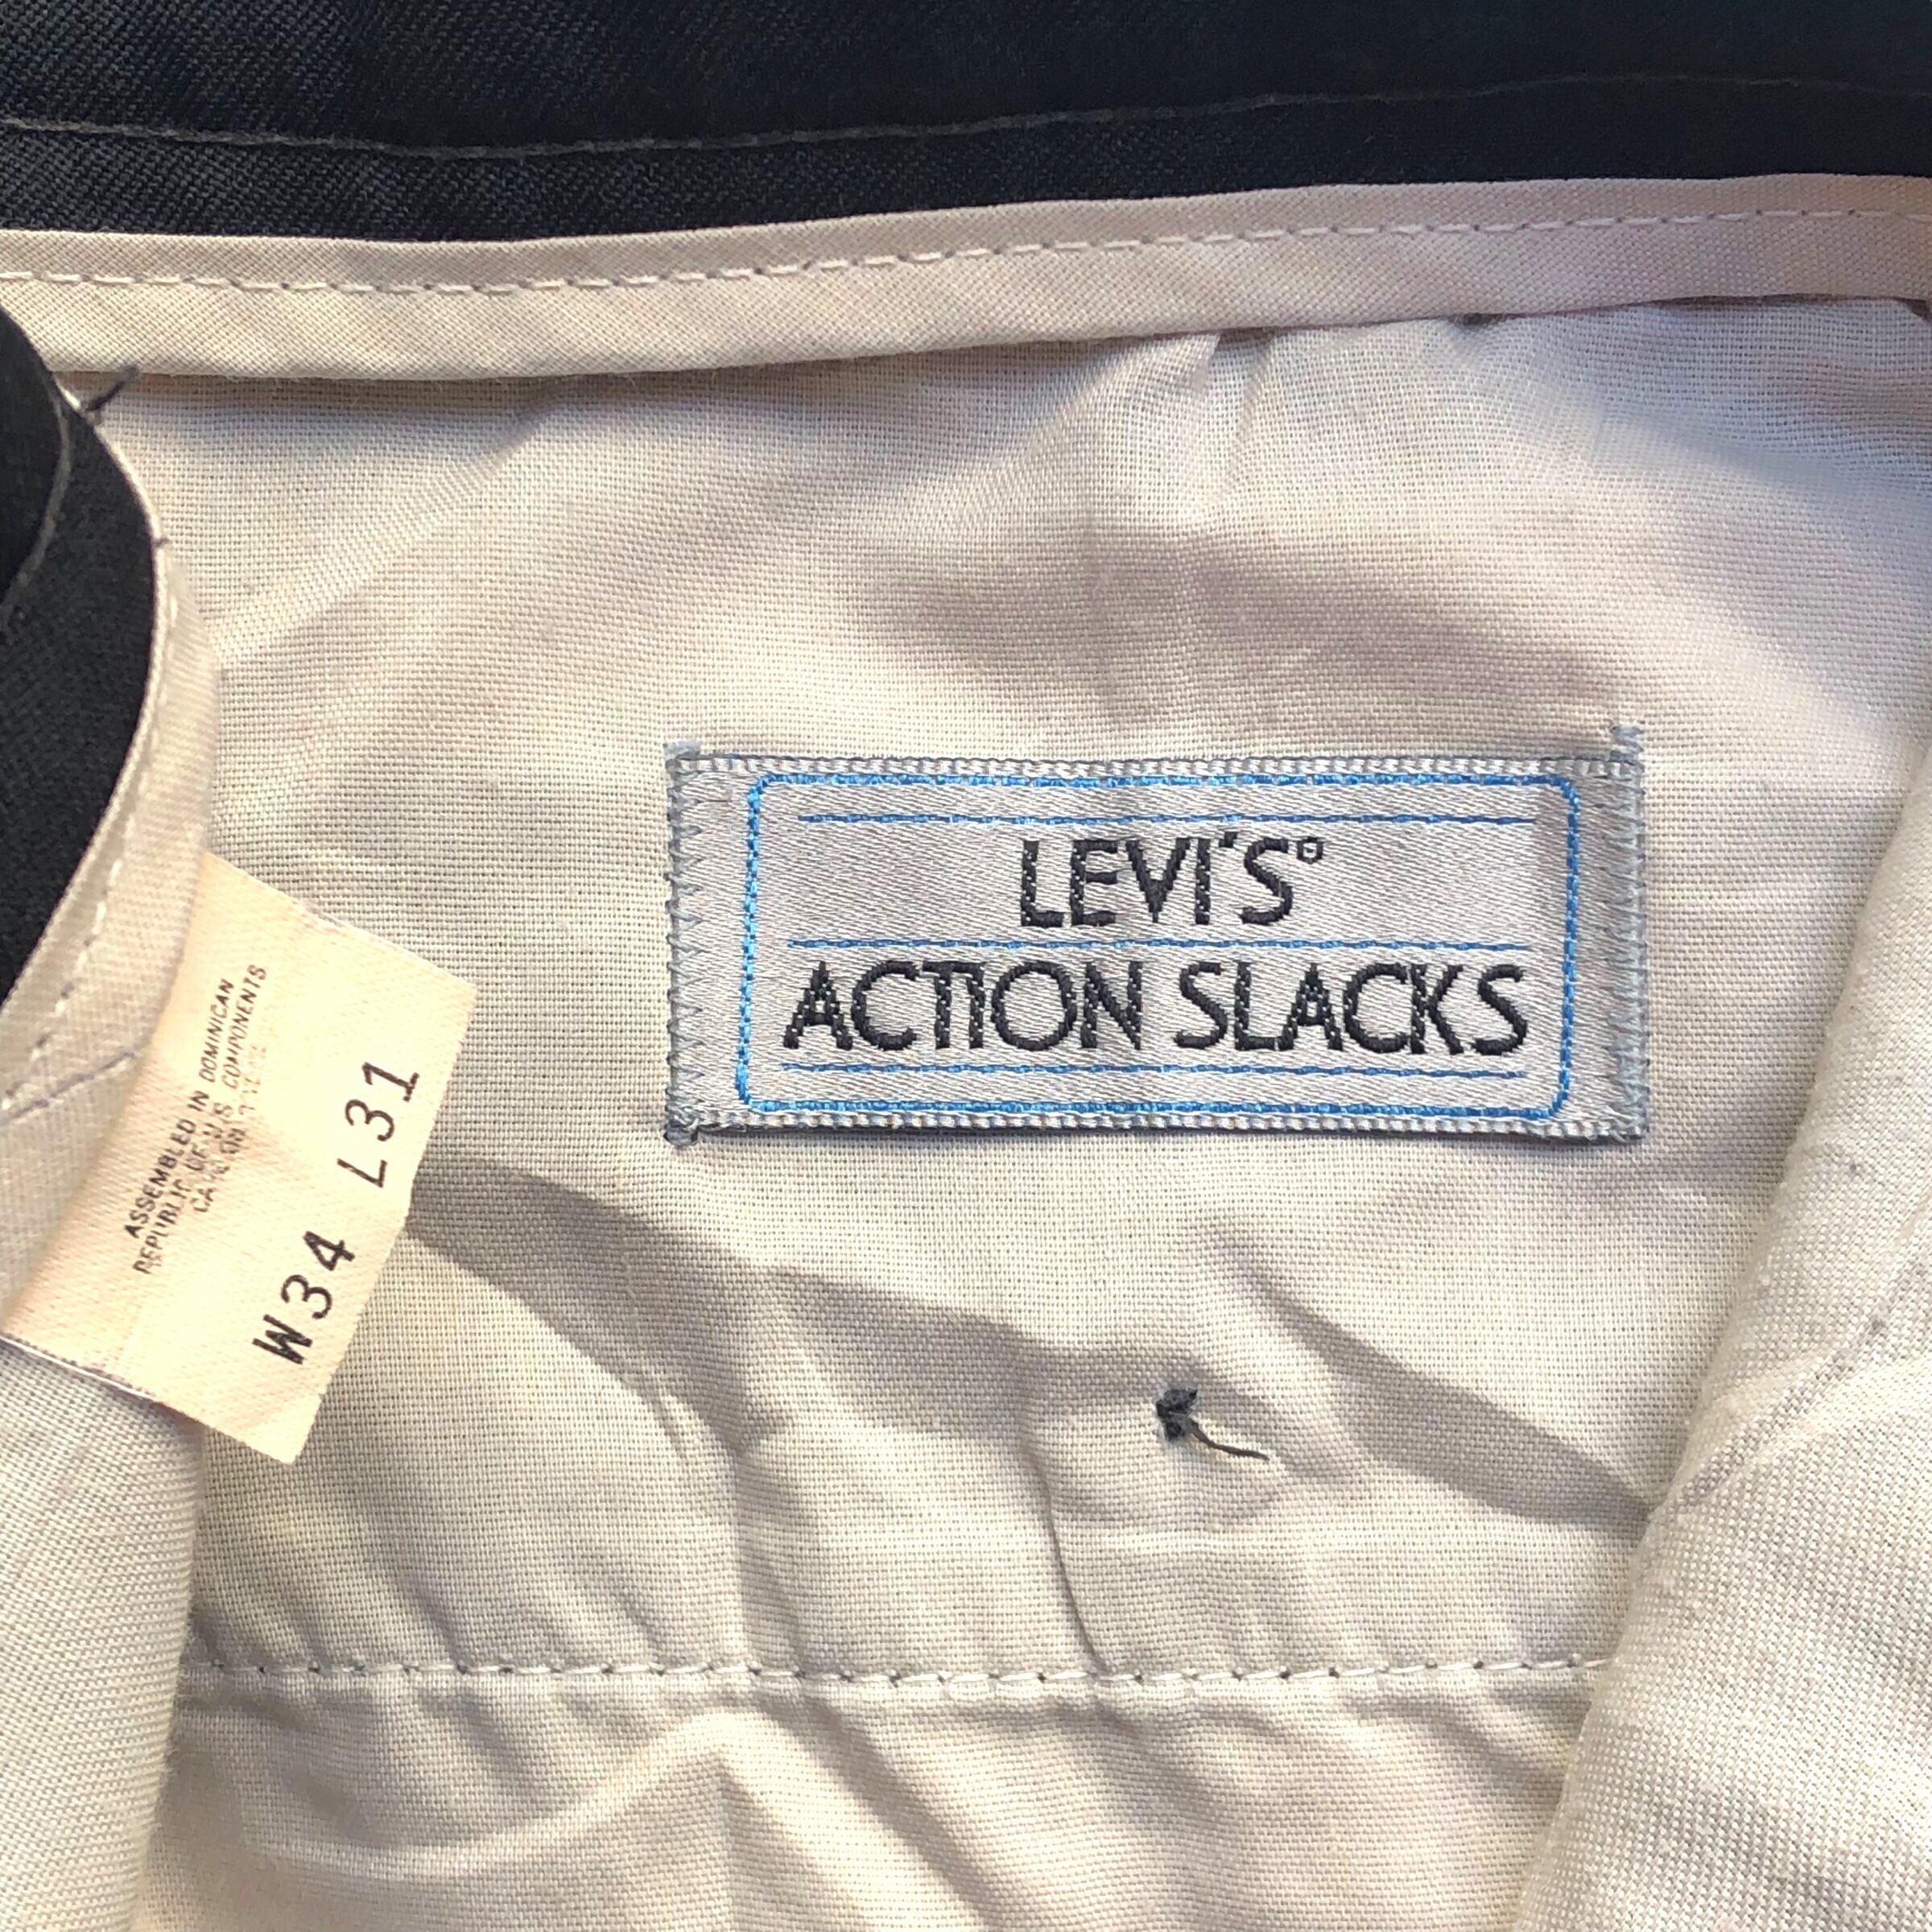 LEVI'S®
ACTION SLACKS
ASSEMBLED IN DOMINICAN
REPUBLIC OF U.S COMPONENTS
W34 L31